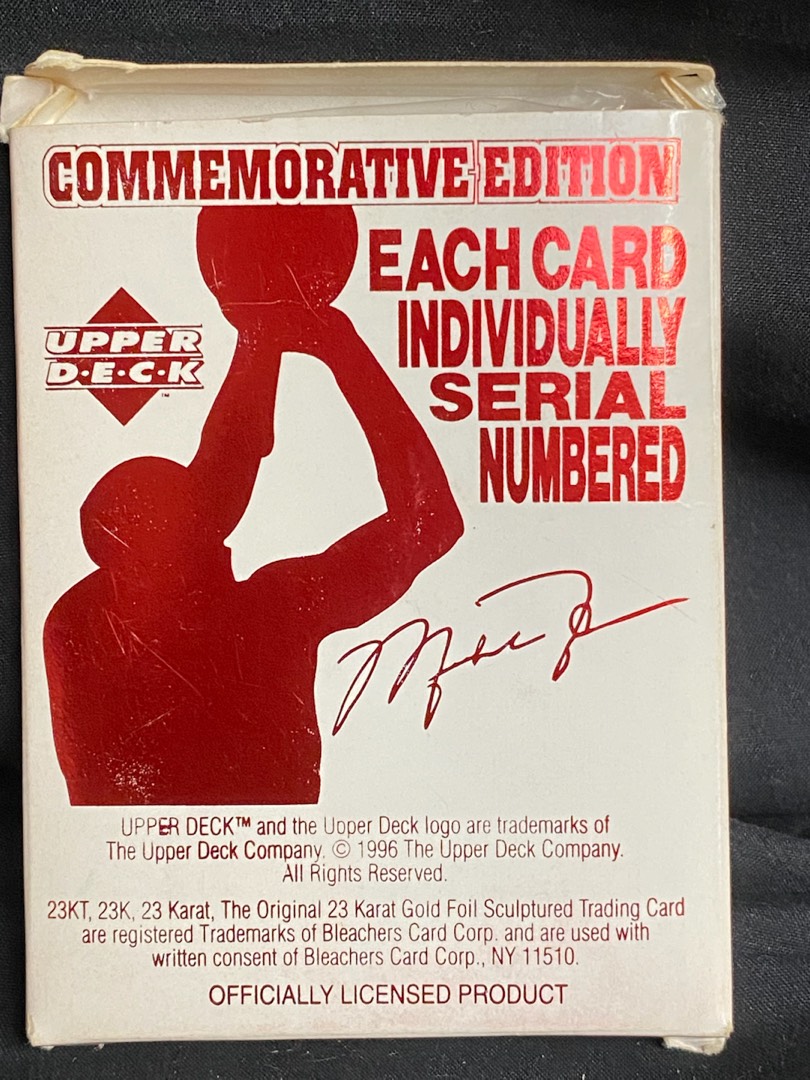 COMMEMORATIVE EDITION
EACH CARD
INDIVIDUALLY
SERIAL
NUMBERED
UPPER
D·E·C·K
TM
UPPER DECK™ and the Upper Deck logo are trademarks of
The Upper Deck Company. © 1996 The Upper Deck Company.
All Rights Reserved.
23KT, 23K, 23 Karat, The Original 23 Karat Gold Foil Sculptured Trading Card
are registered Trademarks of Bleachers Card Corp. and are used with
written consent of Bleachers Card Corp., NY 11510.
OFFICIALLY LICENSED PRODUCT